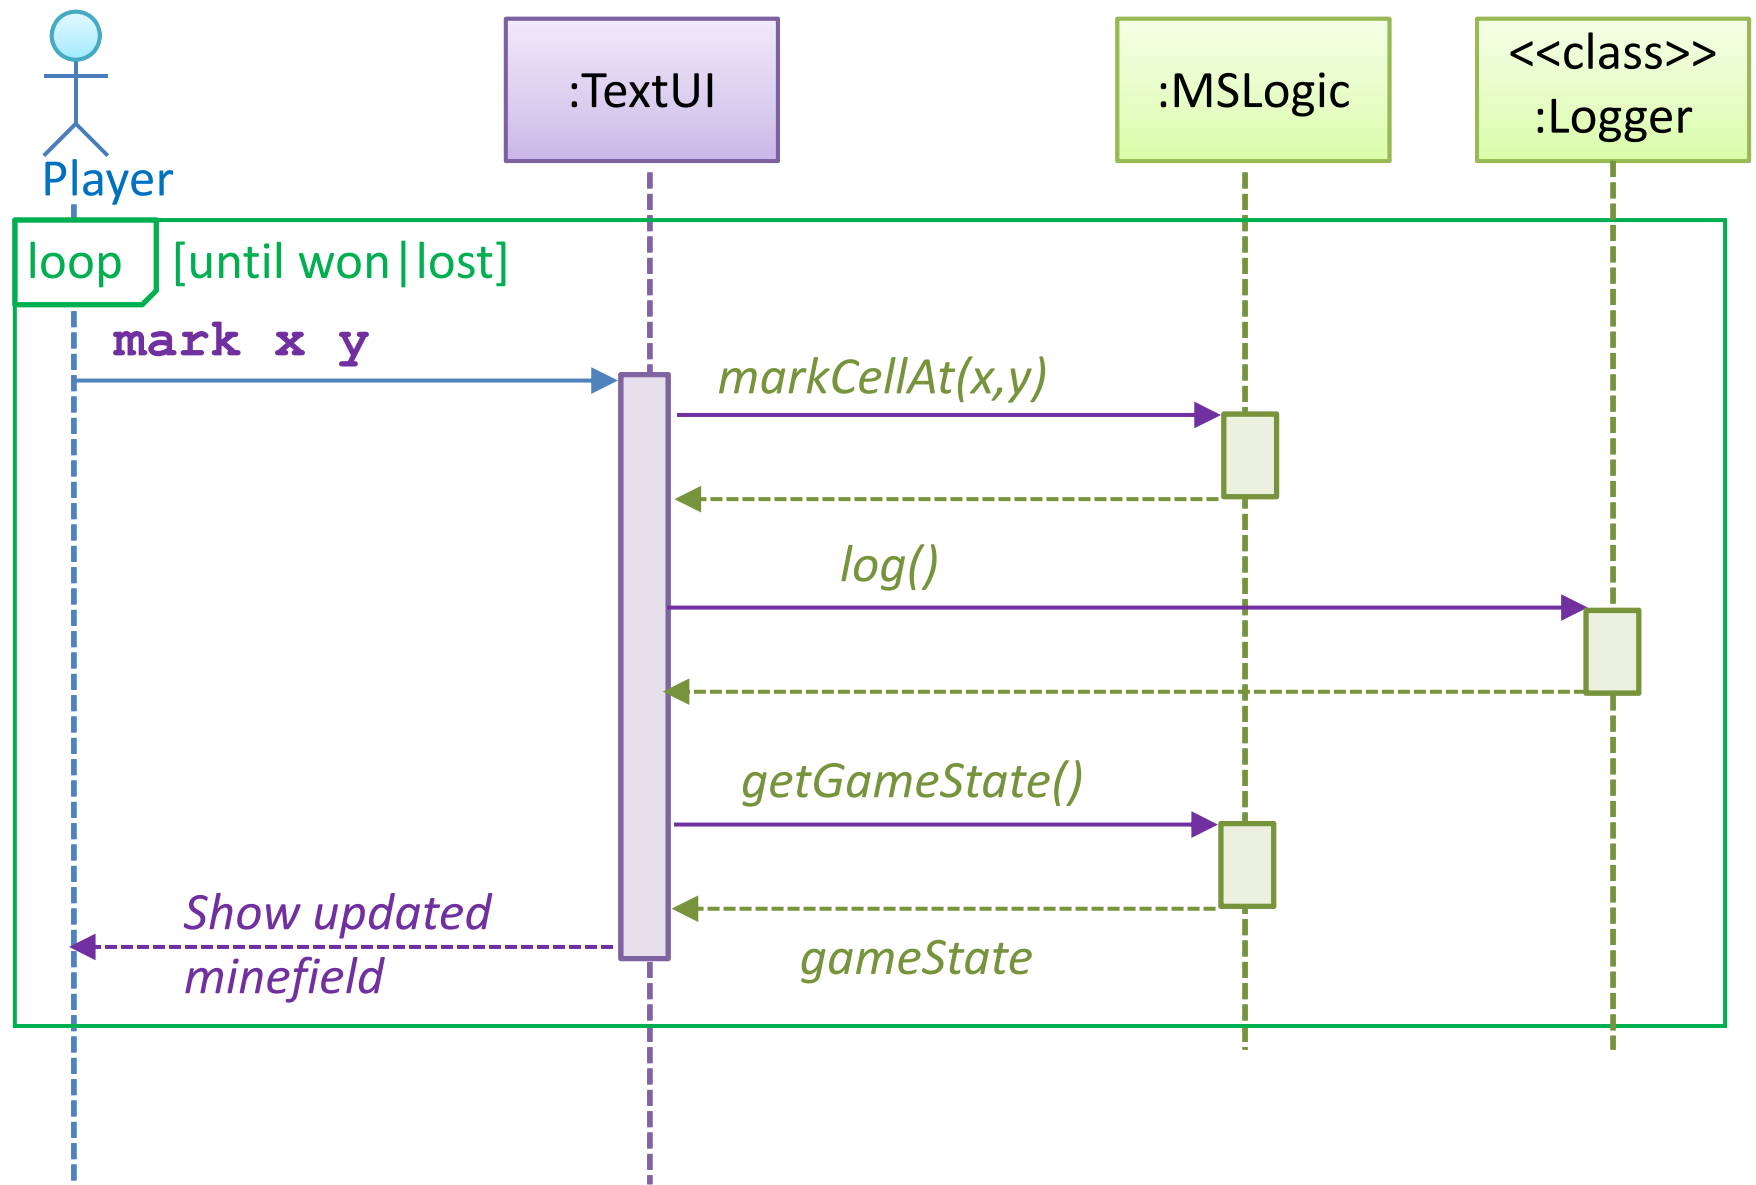 :TextUI
:MSLogic
<<class>>
:Logger
Player
loop
[until won|lost]
mark x y
markCellAt(x,y)
log()
getGameState()
Show updated
minefield
gameState